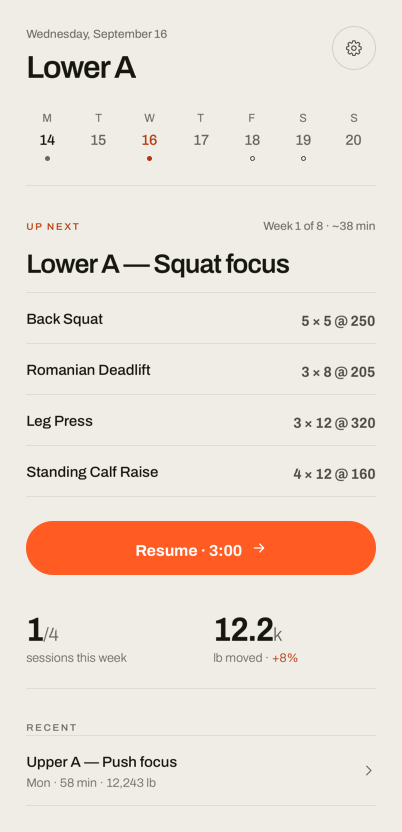 Wednesday, September 16
Lower A
M T W T F S S
14 15 16 17 18 19 20
UP NEXT Week 1 of 8 · ~38 min
Lower A — Squat focus
Back Squat 5 × 5 @ 250
Romanian Deadlift 3 × 8 @ 205
Leg Press 3 × 12 @ 320
Standing Calf Raise 4 × 12 @ 160
Resume · 3:00 →
1/4 12.2k
sessions this week lb moved · +8%
RECENT
Upper A — Push focus
Mon · 58 min · 12,243 lb